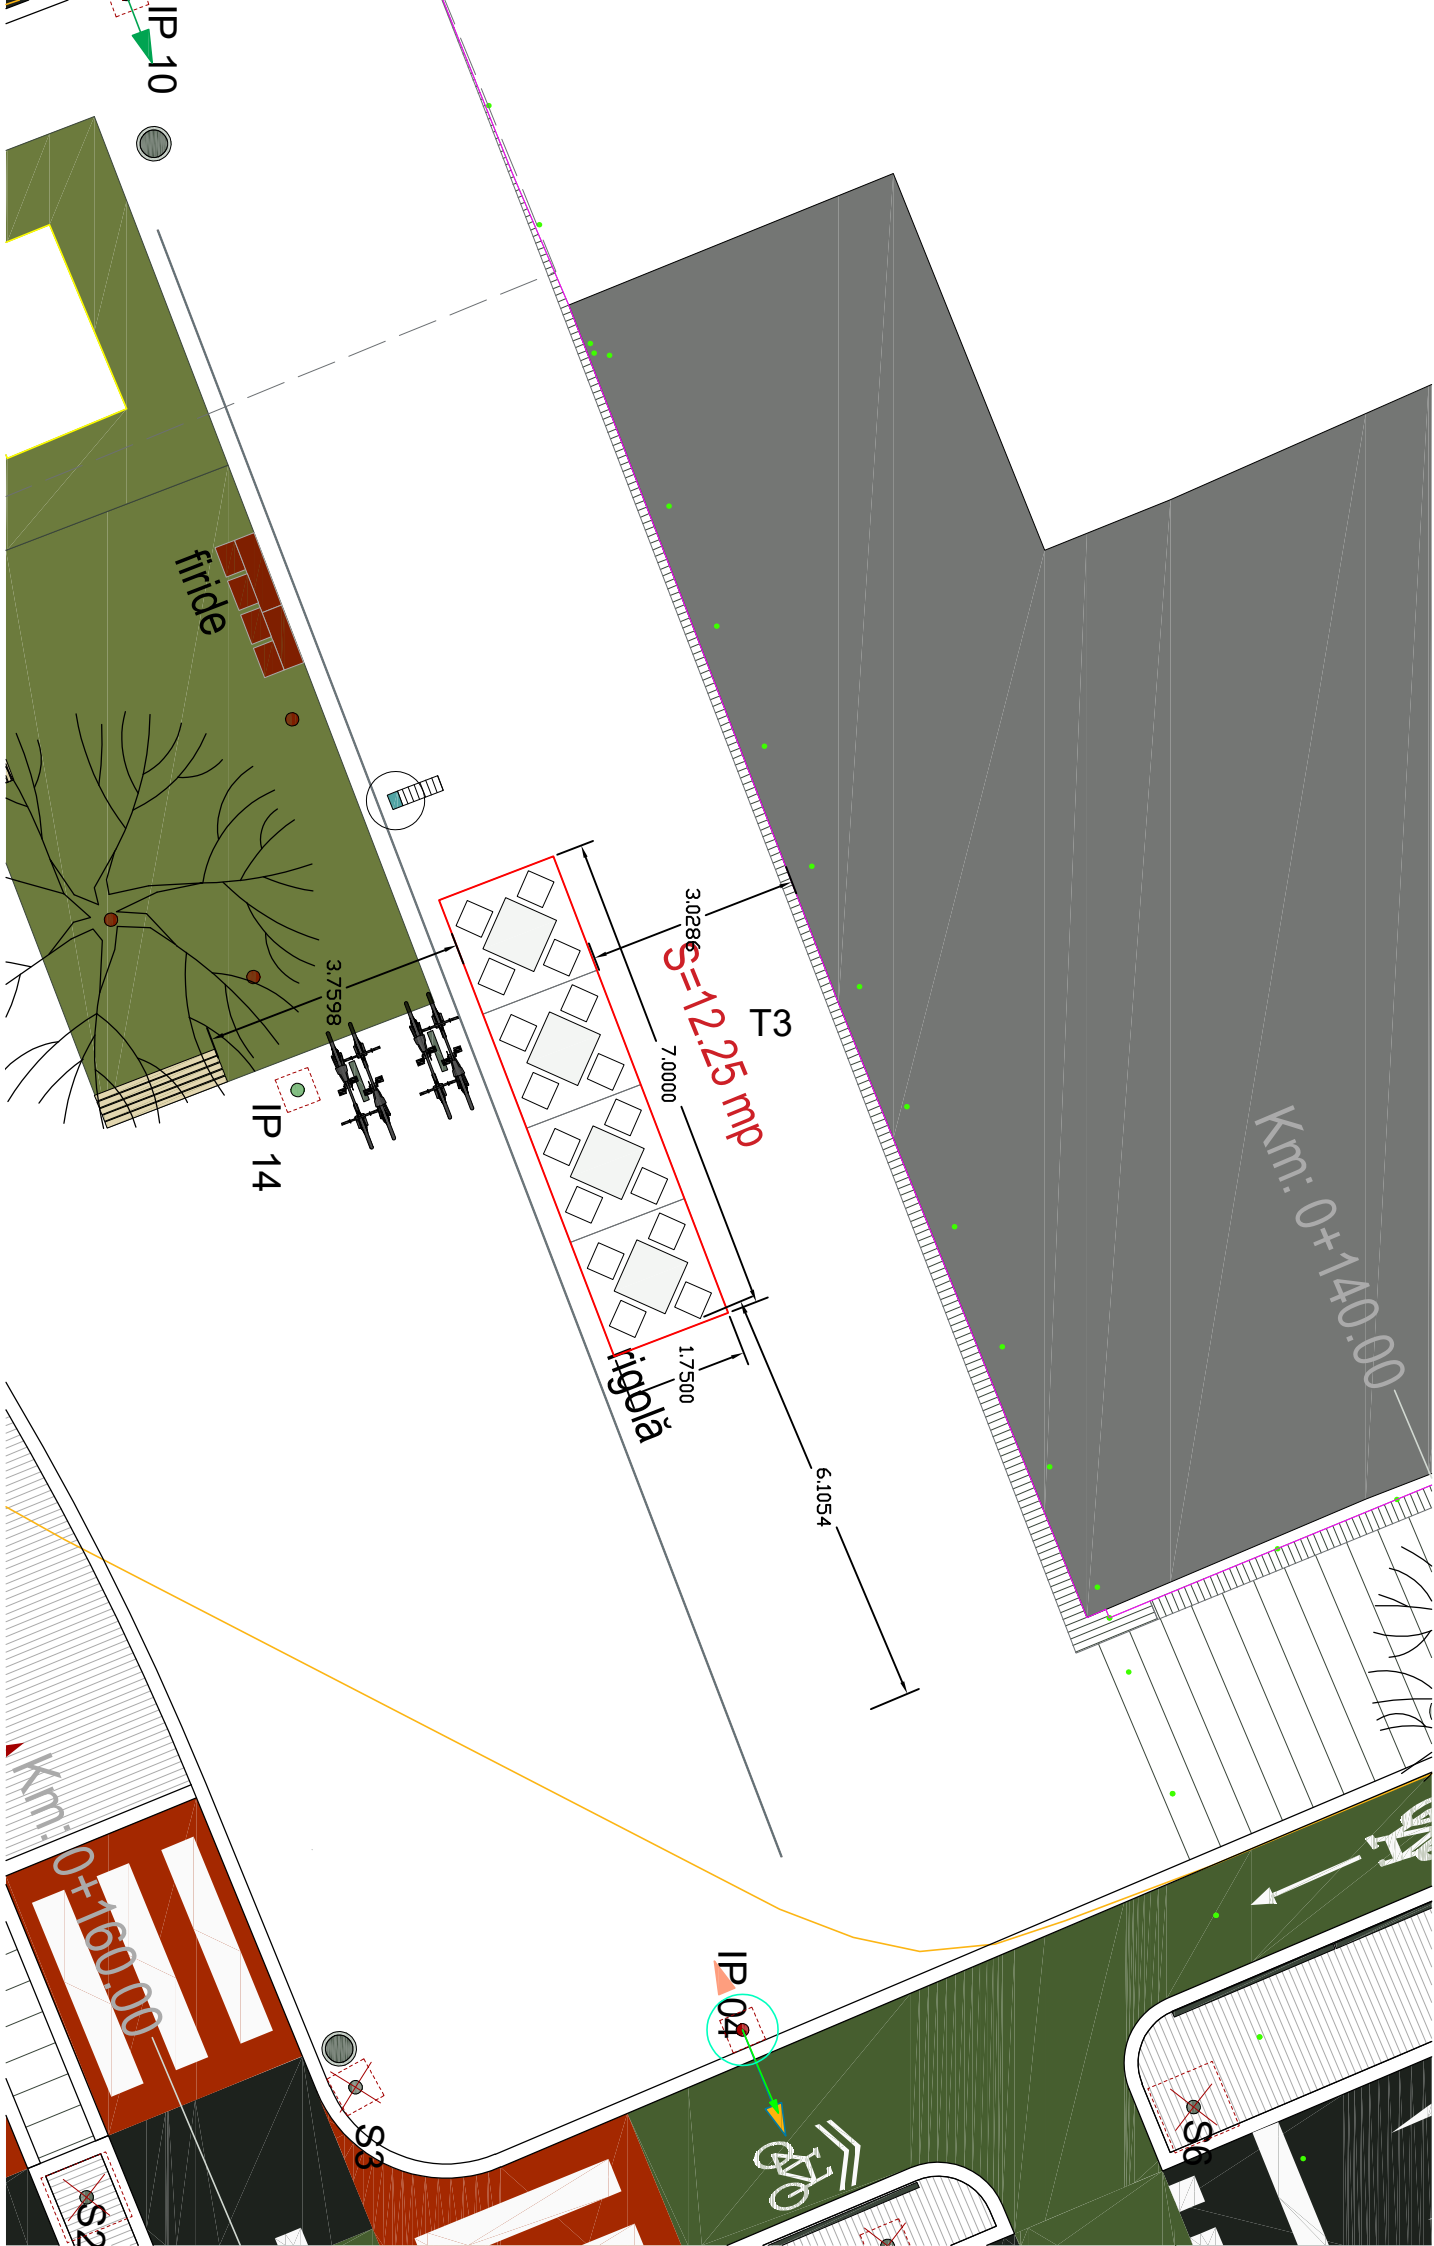 IP 10
firide
3.0286
S=12.25 mp
T3
3.7598
7.0000
IP 14
Km: 0+140.00
1.7500
rigolă
6.1054
Km: 0+160.00
IP 04
S3
S6
S2